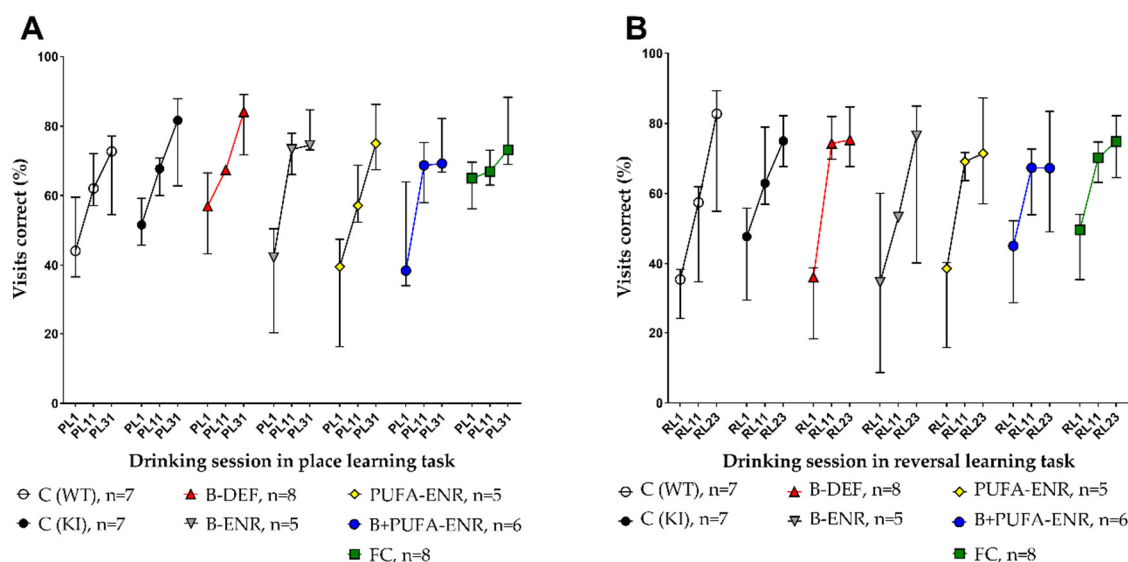 A
100
80
60
40
20
0
Visits correct (%)
PL1 PL11 PL31 PL1 PL11 PL31 PL1 PL11 PL31 PL1 PL11 PL31 PL1 PL11 PL31 PL1 PL11 PL31 PL1 PL11 PL31
Drinking session in place learning task
C (WT), n=7 B-DEF, n=8 PUFA-ENR, n=5
C (KI), n=7 B-ENR, n=5 B+PUFA-ENR, n=6
FC, n=8
B
100
80
60
40
20
0
Visits correct (%)
RL1 RL11 RL23 RL1 RL11 RL23 RL1 RL11 RL23 RL1 RL11 RL23 RL1 RL11 RL23 RL1 RL11 RL23 RL1 RL11 RL23
Drinking session in reversal learning task
C (WT), n=7 B-DEF, n=8 PUFA-ENR, n=5
C (KI), n=7 B-ENR, n=5 B+PUFA-ENR, n=6
FC, n=8